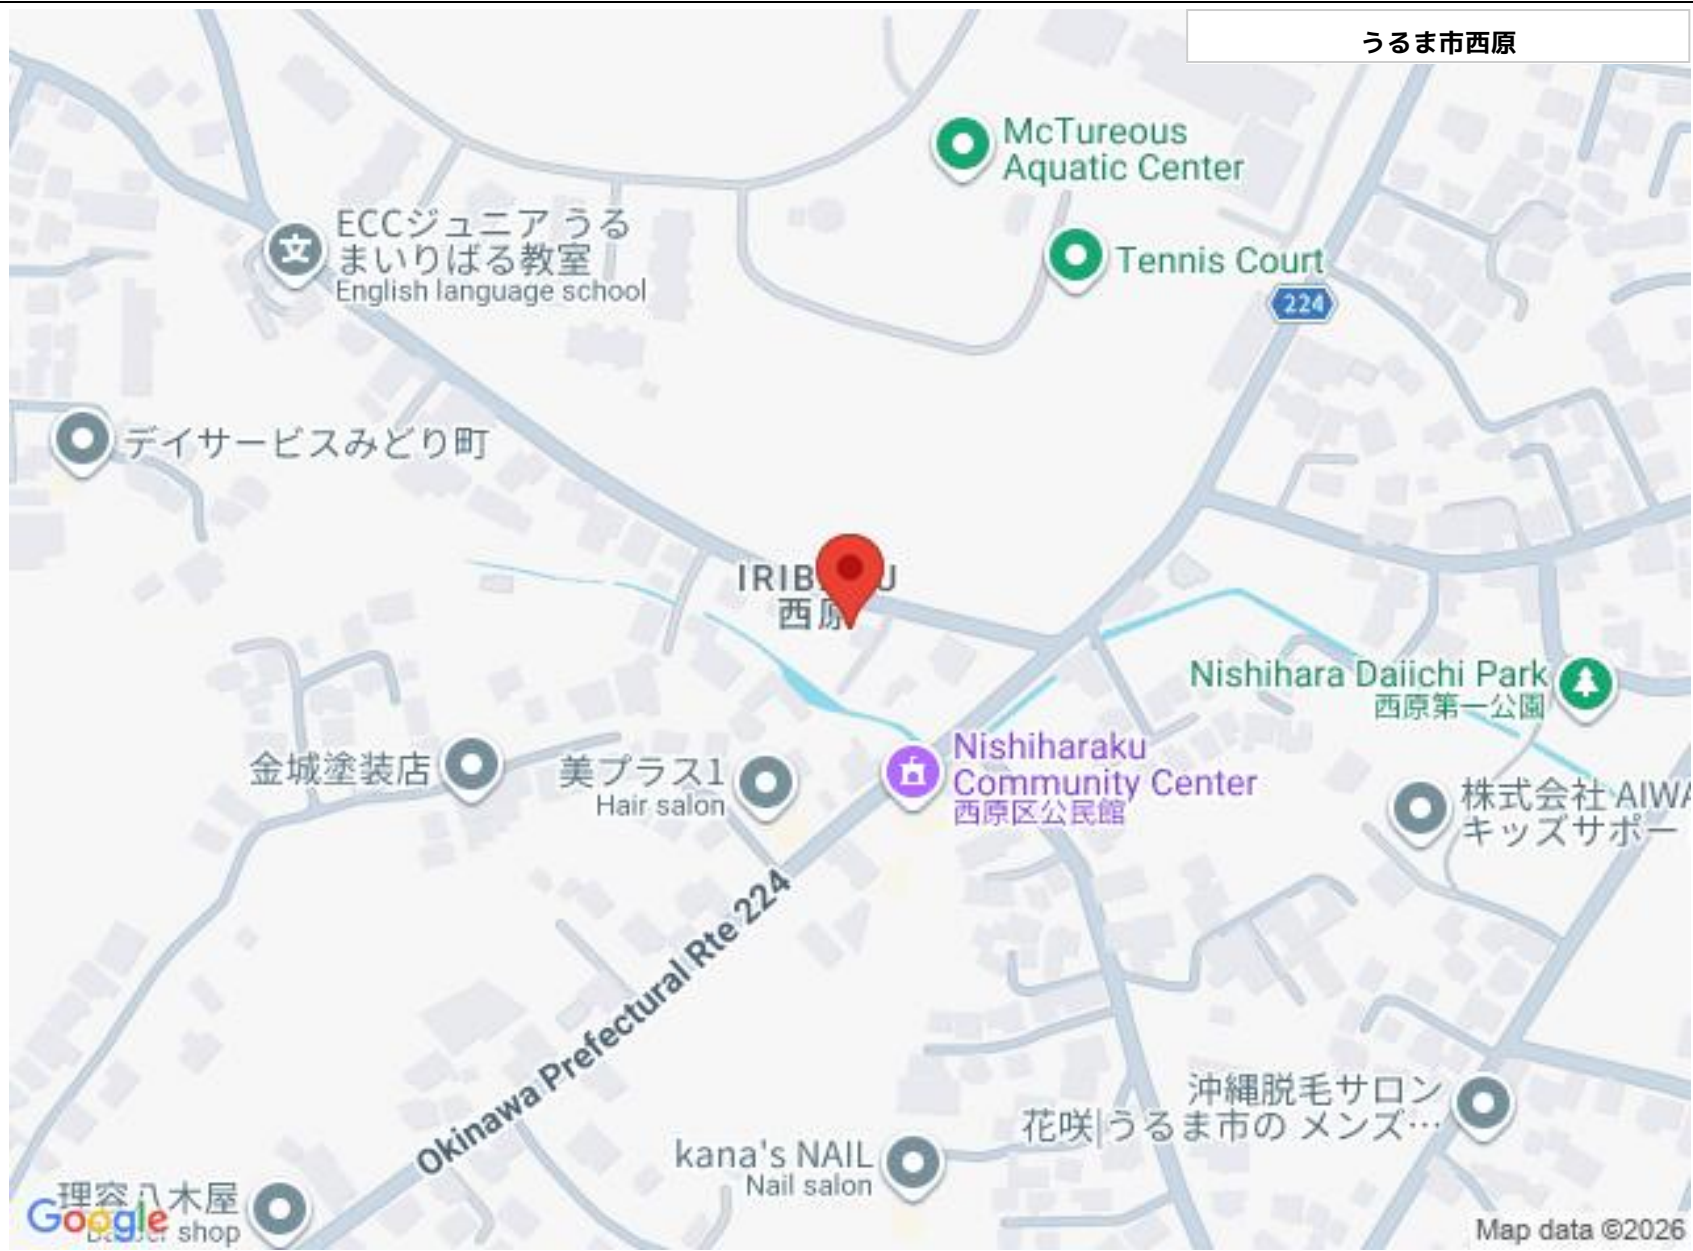 うるま市西原
McTureous
Aquatic Center
ECCジュニア うる
まいりばる教室
English language school
Tennis Court
224
デイサービスみどり町
西原
Nishihara Daiichi Park
西原第一公園
金城塗装店
美プラス1
Hair salon
Nishiharaku
Community Center
西原区公民館
株式会社 AIWA
キッズサポー
Okinawa Prefectural Rte 224
沖縄脱毛サロン
花咲|うるま市の メンズ…
kana's NAIL
Nail salon
理容八木屋
shop
Google
Map data ©2026